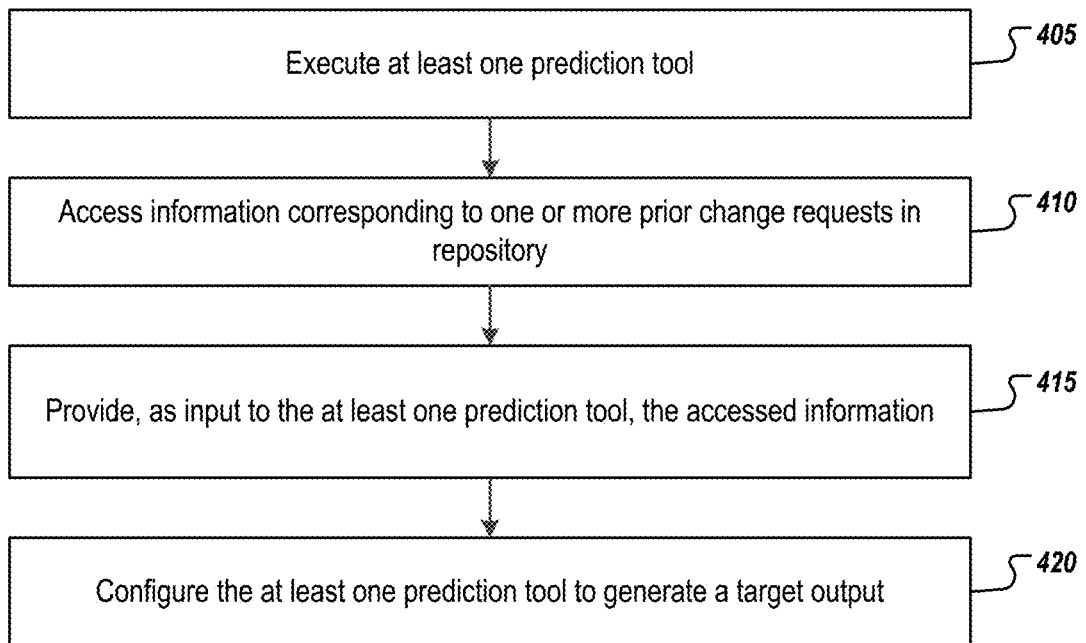 Execute at least one prediction tool
405
Access information corresponding to one or more prior change requests in
repository
410
Provide, as input to the at least one prediction tool, the accessed information
415
Configure the at least one prediction tool to generate a target output
420